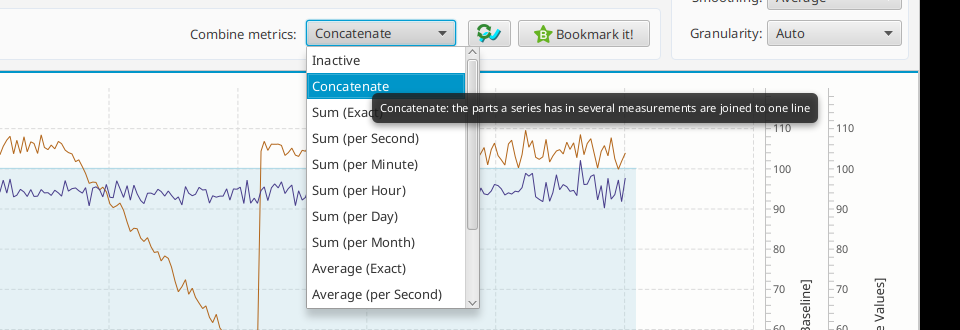 Smoothing: Average
Combine metrics: Concatenate Bookmark it! Granularity: Auto
Inactive
Concatenate
Concatenate: the parts a series has in several measurements are joined to one line
Sum (Exact)
Sum (per Second)
Sum (per Minute)
Sum (per Hour)
Sum (per Day)
Sum (per Month)
Average (Exact)
Average (per Second)
110
100
90
80
70
60
Baseline]
110
100
90
80
70
60
e Values]